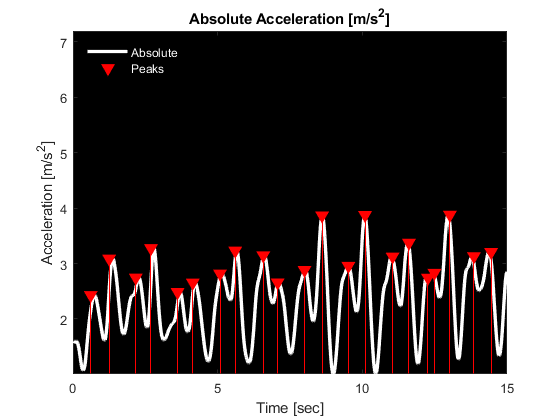 Absolute Acceleration [m/s²]
Absolute
Peaks
Acceleration [m/s²]
7
6
5
4
3
2
0
5
10
15
Time [sec]